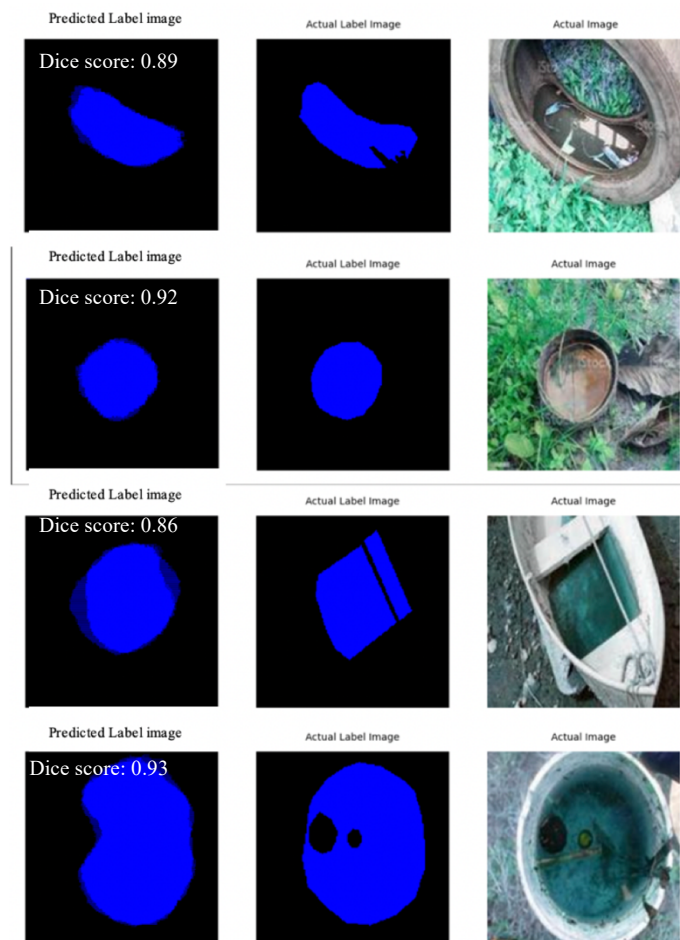 Predicted Label image
Actual Label Image
Actual Image
Dice score: 0.89
iStock
Predicted Label image
Actual Label Image
Actual Image
Dice score: 0.92
iStock
Predicted Label image
Actual Label Image
Actual Image
Dice score: 0.86
Predicted Label image
Actual Label Image
Actual Image
Dice score: 0.93